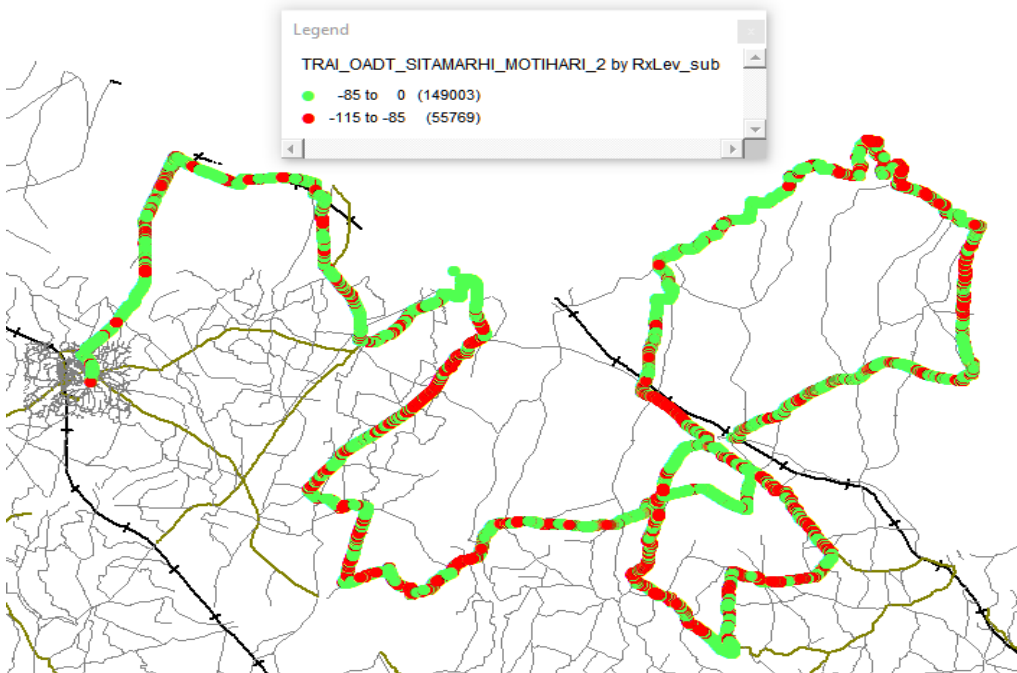 Legend
TRAI_OADT_SITAMARHI_MOTIHARI_2 by RxLev_sub
-85 to 0 (149003)
-115 to -85 (55769)